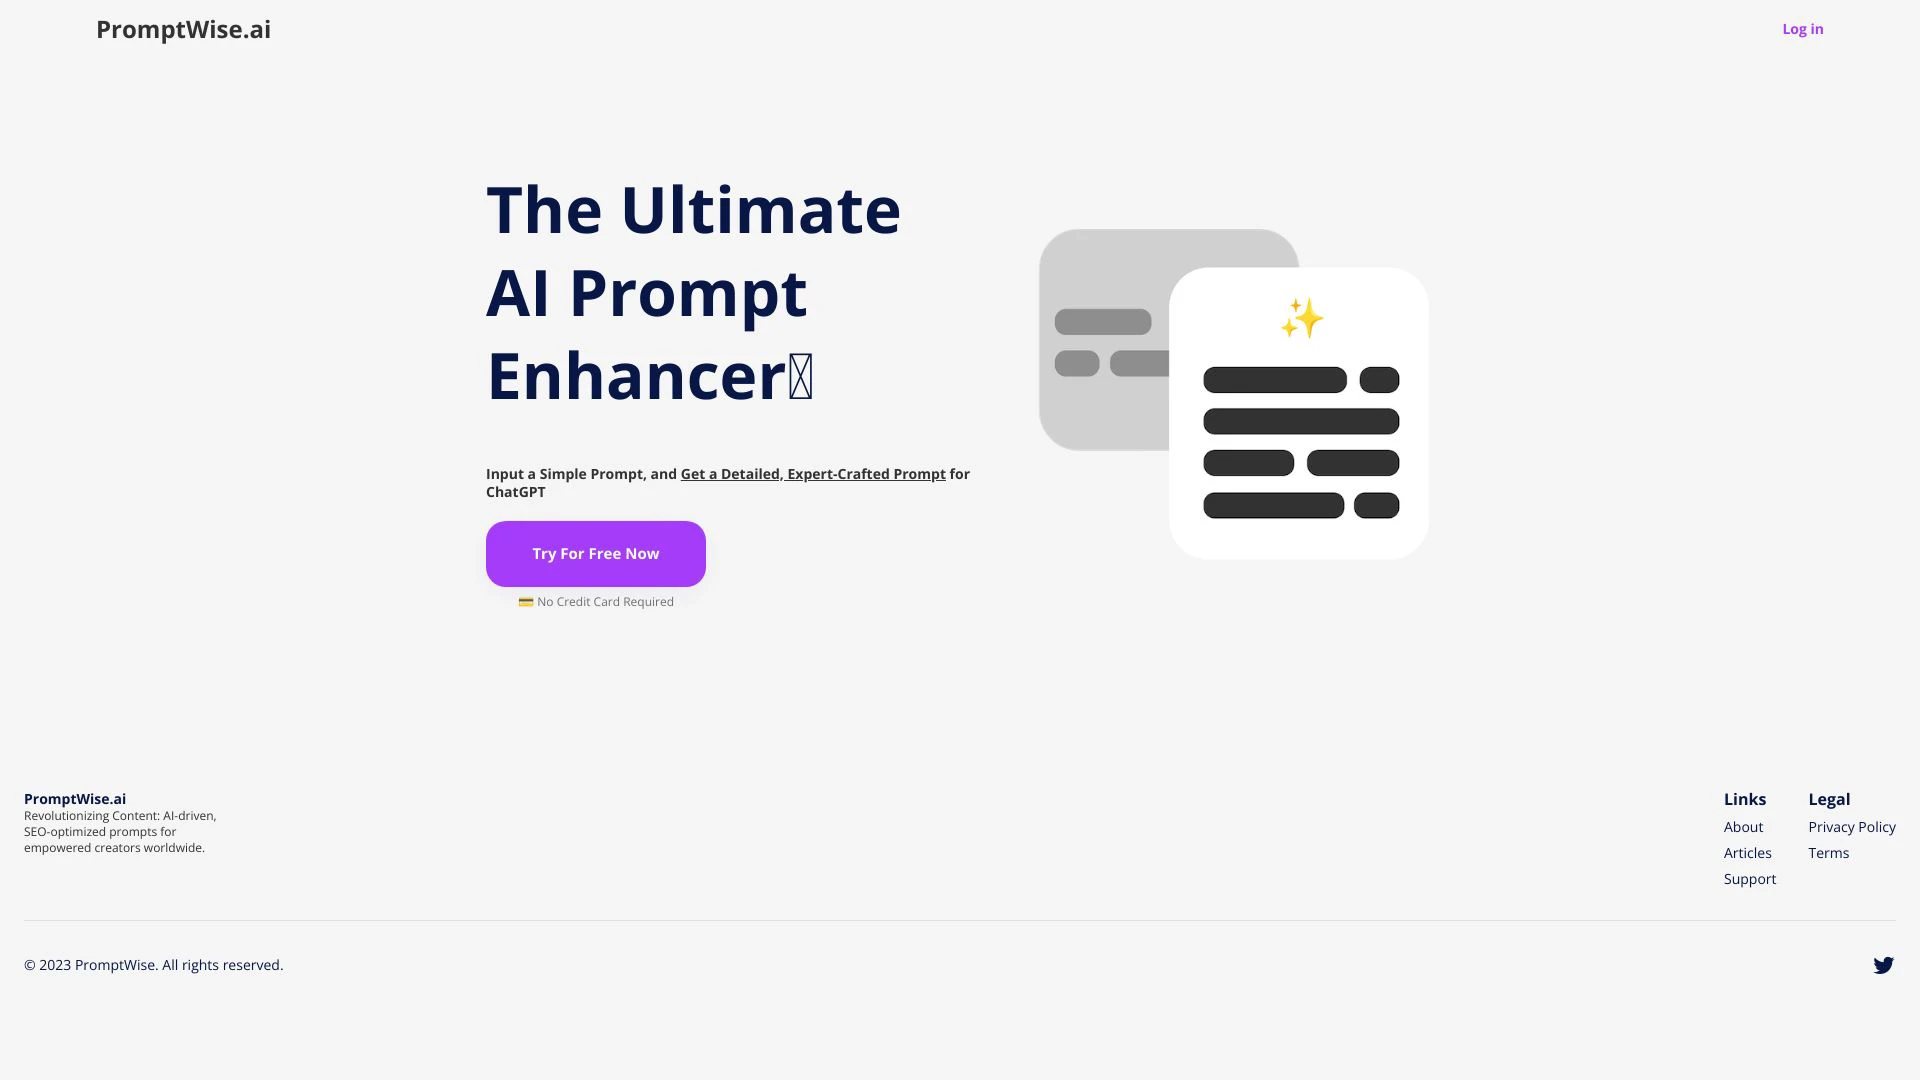 PromptWise.ai
Log in
The Ultimate
AI Prompt
Enhancer
Input a Simple Prompt, and Get a Detailed, Expert-Crafted Prompt for
ChatGPT
Try For Free Now
💳 No Credit Card Required
PromptWise.ai
Revolutionizing Content: AI-driven,
SEO-optimized prompts for
empowered creators worldwide.
Links
About
Articles
Support
Legal
Privacy Policy
Terms
© 2023 PromptWise. All rights reserved.